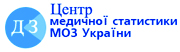 ДЗ
Центр
медичної статистики
МОЗ України